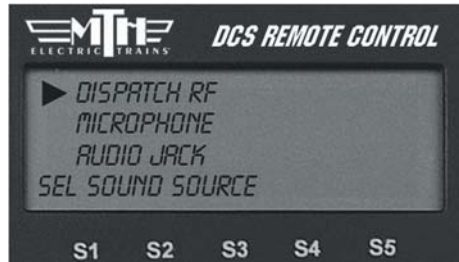 MTH
ELECTRIC TRAINS
DCS REMOTE CONTROL
DISPATCH RF
MICROPHONE
AUDIO JACK
SEL SOUND SOURCE
S1 S2 S3 S4 S5